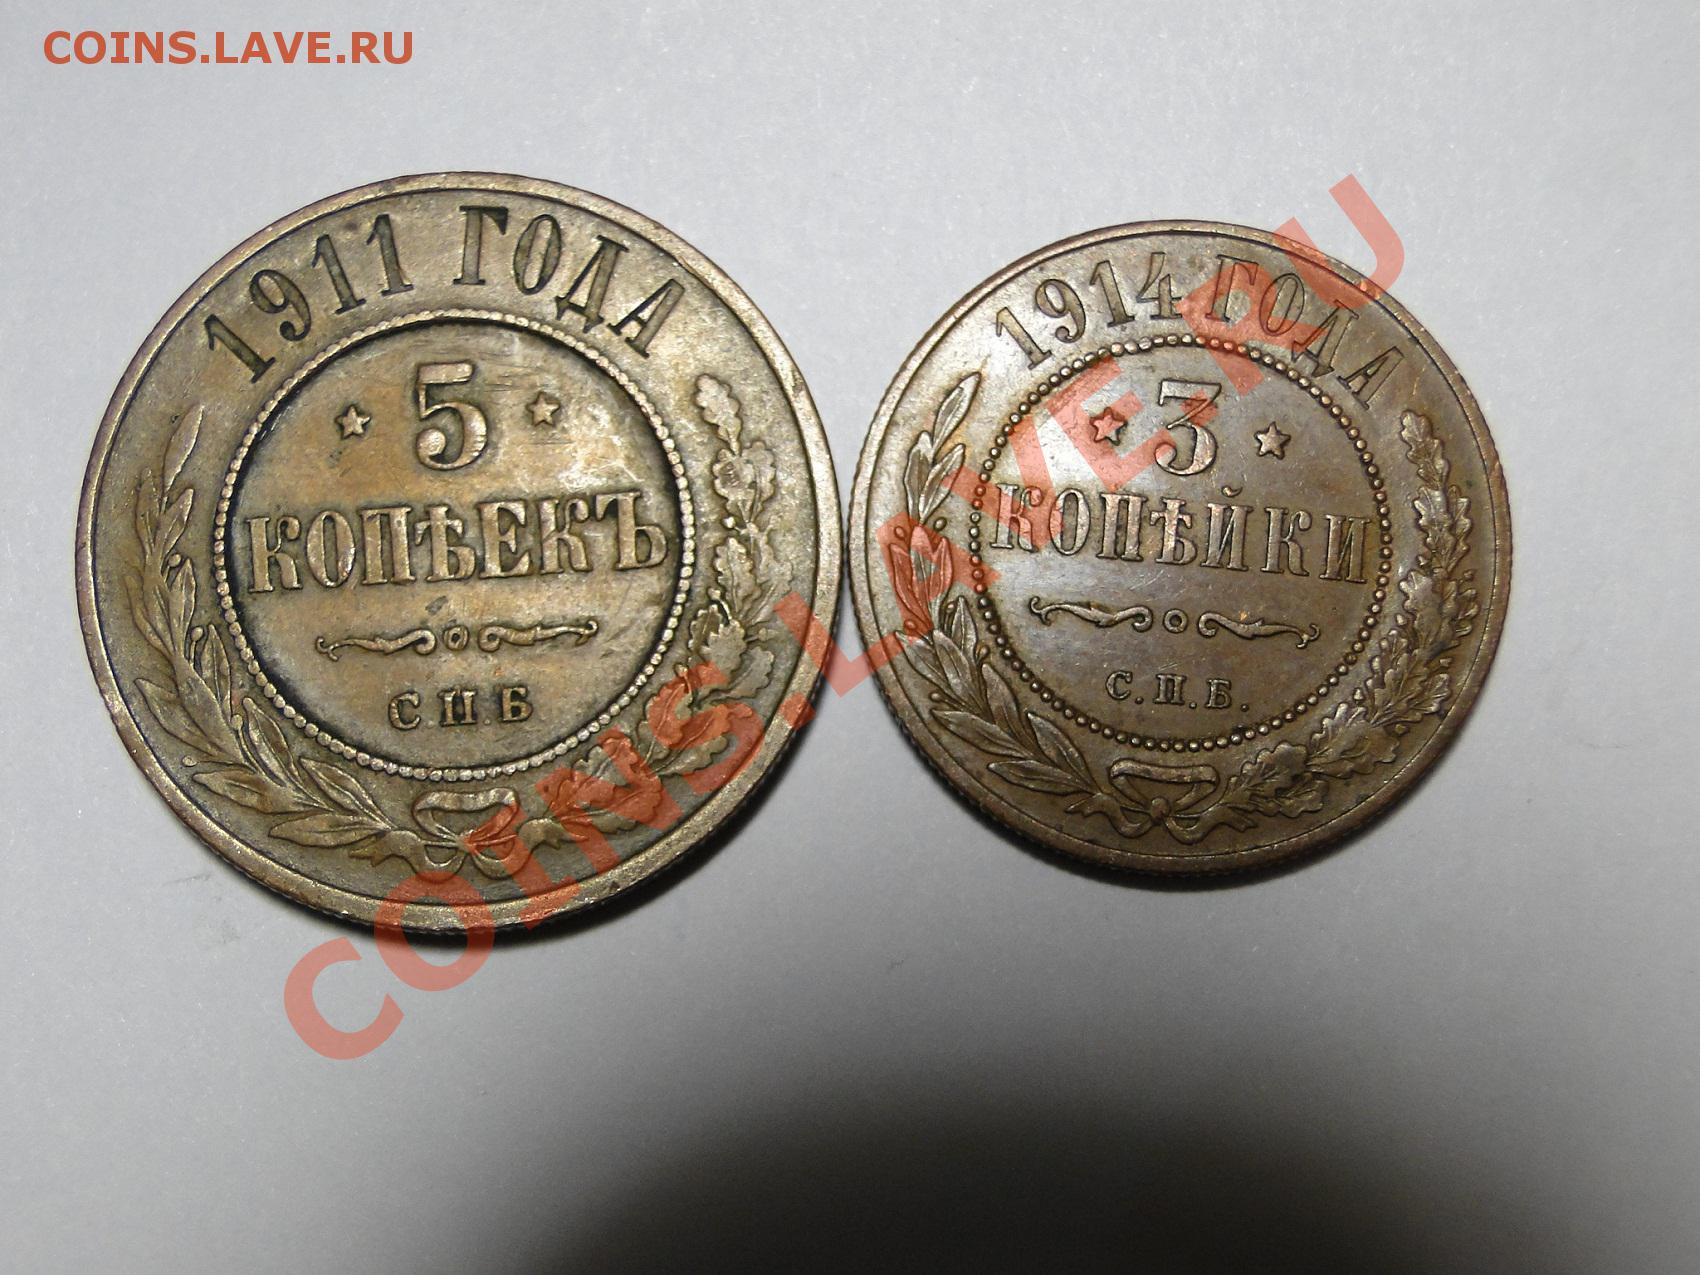 COINS.LAVE.RU
1911 ГОДА
5
КОПѢЕКЪ
С.П.Б
1914 ГОДА
3
КОПѢЙКИ
С.П.Б.
COINS.LAVE.RU